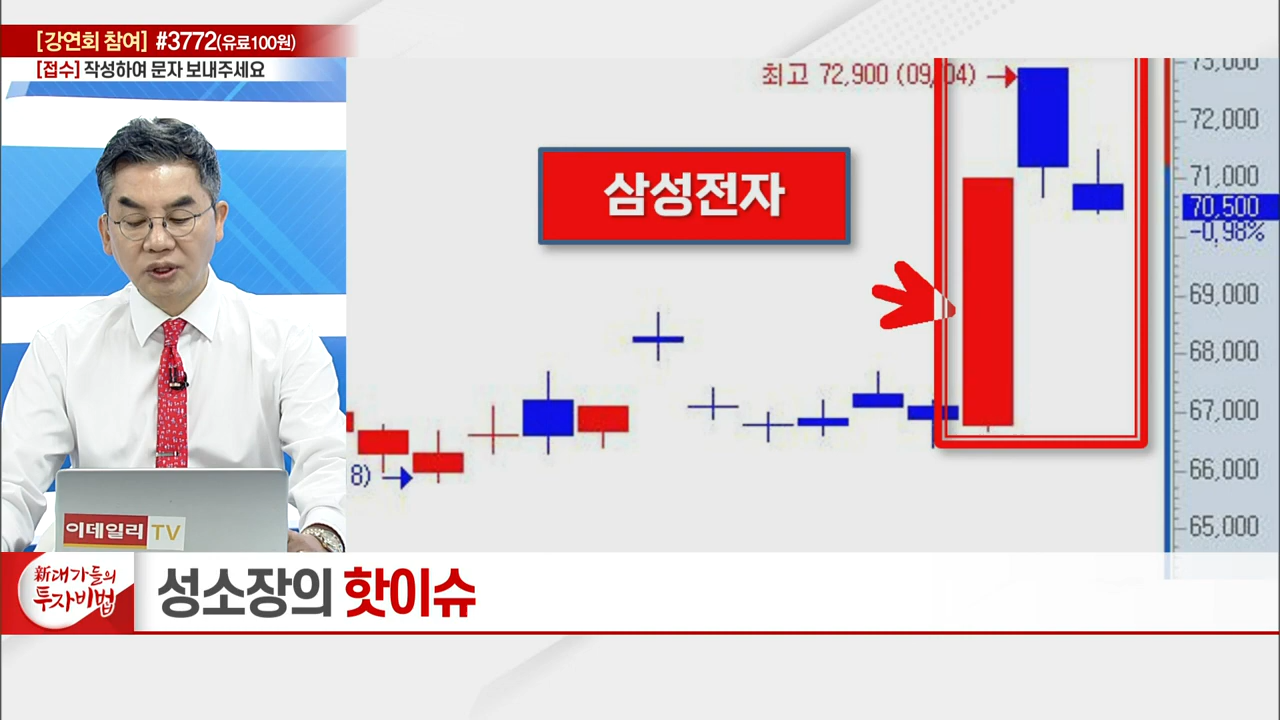 [강연회 참여] #3772(유료100원)
[접수] 작성하여 문자 보내주세요
최고 72,900 (09/04)
73,000
72,000
삼성전자
71,000
70,500
-0,98%
69,000
68,000
67,000
8)
66,000
65,000
이데일리TV
新대가들의
투자비법
성소장의 핫이슈